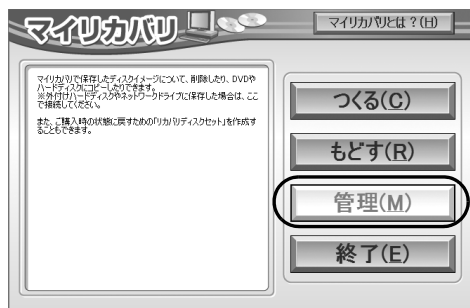 マイリカバリ
マイリカバリとは?(H)
マイリカバリで保存したディスクイメージについて、削除したり、DVDや
ハードディスクにコピーしたりできます。
※外付けハードディスクやネットワークドライブに保存した場合は、ここ
で接続してください。
また、ご購入時の状態に戻すための「リカバリディスクセット」を作成す
ることもできます。
つくる(C)
もどす(R)
管理(M)
終了(E)